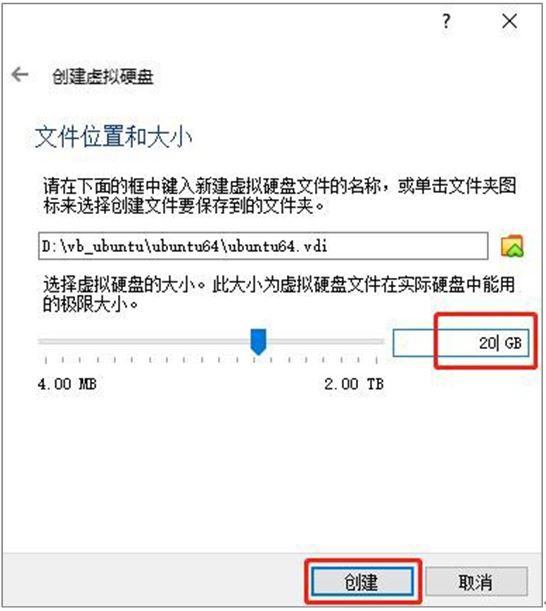 ?
创建虚拟硬盘
文件位置和大小
请在下面的框中键入新建虚拟硬盘文件的名称，或单击文件夹图
标来选择创建文件要保存到的文件夹。
D:\vb_ubuntu\ubuntu64\ubuntu64.vdi
选择虚拟硬盘的大小。此大小为虚拟硬盘文件在实际硬盘中能用
的极限大小。
20 GB
4.00 MB 2.00 TB
创建 取消